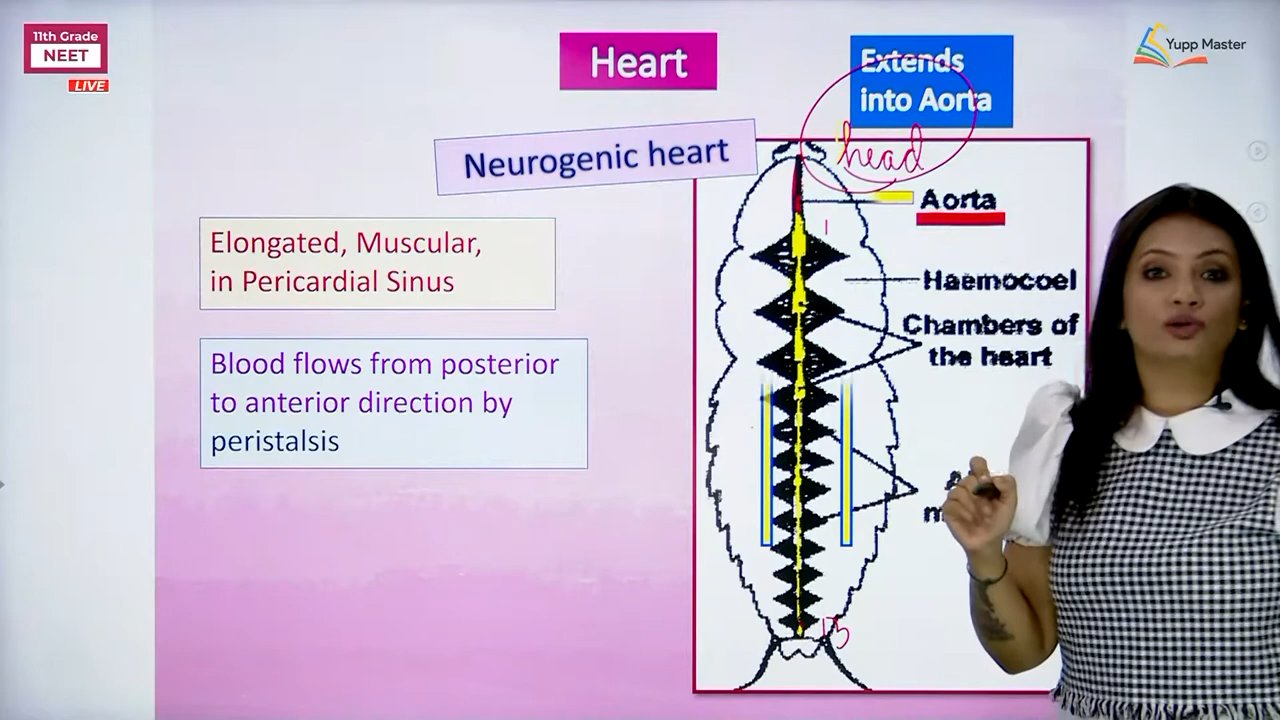 11th Grade
NEET
LIVE
Heart
Extends
into Aorta
Yupp Master
Neurogenic heart
head
Aorta
1
Elongated, Muscular,
in Pericardial Sinus
Haemocoel
Chambers of
the heart
Blood flows from posterior
to anterior direction by
peristalsis
13